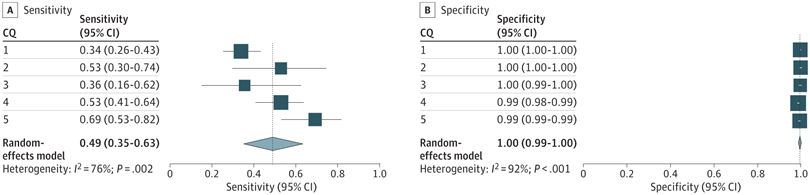 A Sensitivity
CQ Sensitivity (95% CI)
1 0.34 (0.26-0.43)
2 0.53 (0.30-0.74)
3 0.36 (0.16-0.62)
4 0.53 (0.41-0.64)
5 0.69 (0.53-0.82)
Random-effects model 0.49 (0.35-0.63)
Heterogeneity: I² = 76%; P = .002
0 0.2 0.4 0.6 0.8 1.0
Sensitivity (95% CI)
B Specificity
CQ Specificity (95% CI)
1 1.00 (1.00-1.00)
2 1.00 (1.00-1.00)
3 1.00 (0.99-1.00)
4 0.99 (0.98-0.99)
5 0.99 (0.99-0.99)
Random-effects model 1.00 (0.99-1.00)
Heterogeneity: I² = 92%; P < .001
0 0.2 0.4 0.6 0.8 1.0
Specificity (95% CI)